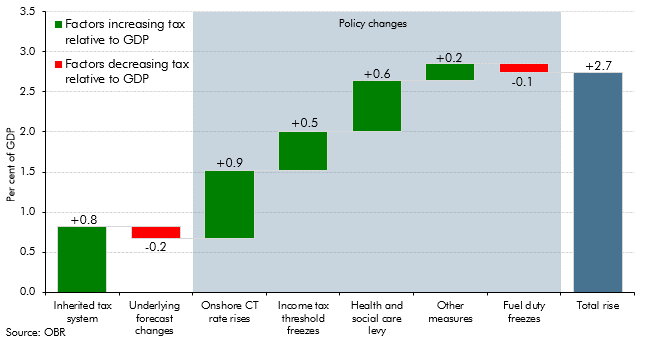 Factors increasing tax
relative to GDP
Factors decreasing tax
relative to GDP
Policy changes
Per cent of GDP
3.5
3.0
2.5
2.0
1.5
1.0
0.5
0.0
+0.8
-0.2
+0.9
+0.5
+0.6
+0.2
-0.1
+2.7
Inherited tax
system
Underlying
forecast
changes
Onshore CT
rate rises
Income tax
threshold
freezes
Health and
social care
levy
Other
measures
Fuel duty
freezes
Total rise
Source: OBR